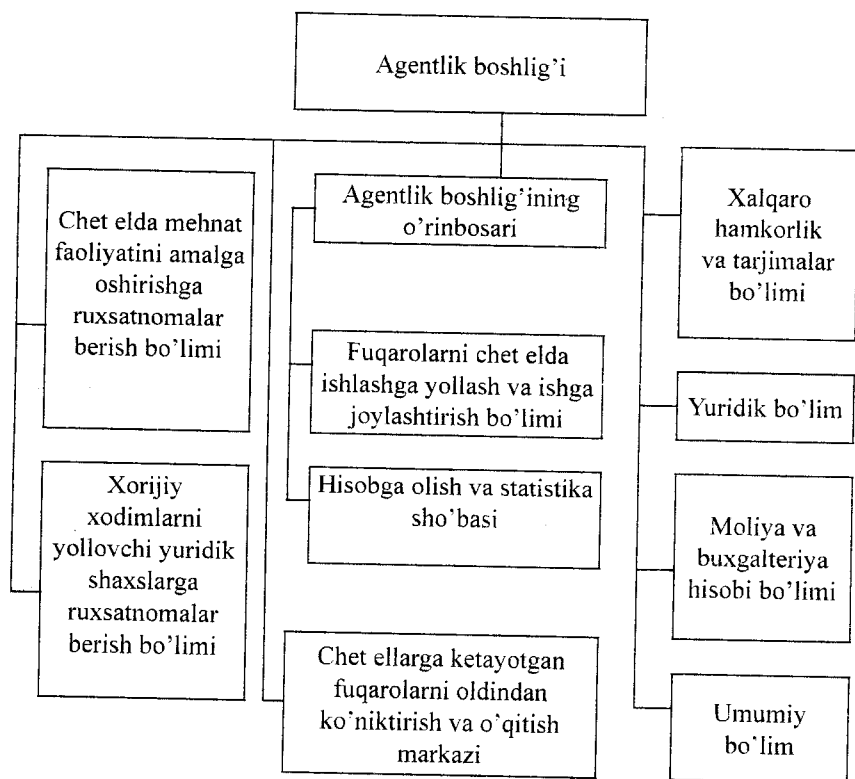 Agentlik boshlig’i
Chet elda mehnat
faoliyatini amalga
oshirishga
ruxsatnomalar
berish bo’limi
Xorijiy
xodimlarni
yollovchi yuridik
shaxslarga
ruxsatnomalar
berish bo’limi
Agentlik boshlig’ining
o’rinbosari
Fuqarolarni chet elda
ishlashga yollash va ishga
joylashtirish bo’limi
Hisobga olish va statistika
sho’basi
Chet ellarga ketayotgan
fuqarolarni oldindan
ko’niktirish va o’qitish
markazi
Xalqaro
hamkorlik
va tarjimalar
bo’limi
Yuridik bo’lim
Moliya va
buxgalteriya
hisobi bo’limi
Umumiy
bo’lim